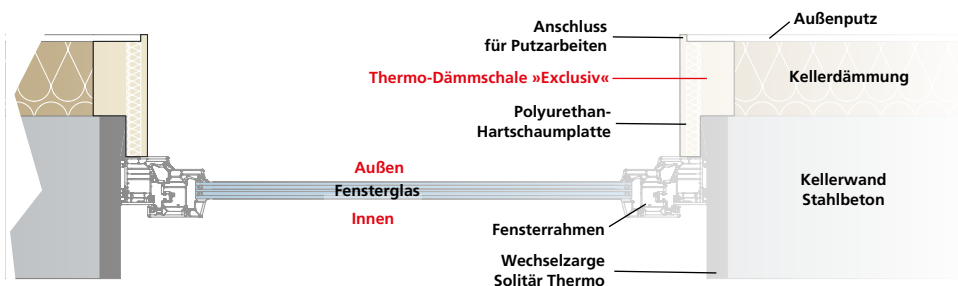 Anschluss
für Putzarbeiten
Außenputz
Thermo-Dämmschale »Exclusiv«
Kellerdämmung
Polyurethan-
Hartschaumplatte
Außen
Fensterglas
Innen
Kellerwand
Stahlbeton
Fensterrahmen
Wechselzarge
Solitär Thermo